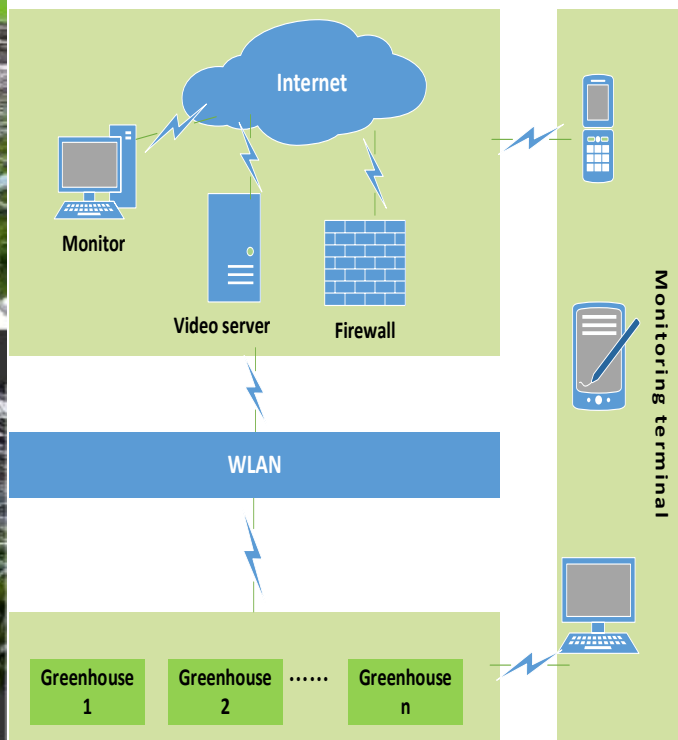 Internet
Monitor
Video server
Firewall
WLAN
Greenhouse
1
Greenhouse
2
......
Greenhouse
n
Monitoring terminal